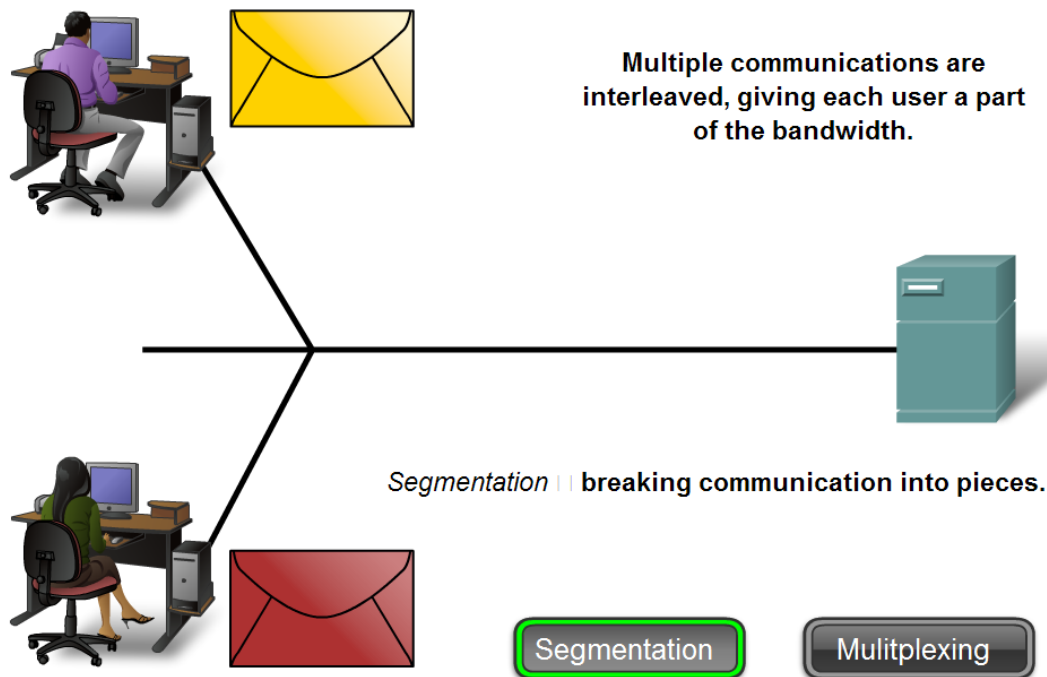 Multiple communications are
interleaved, giving each user a part
of the bandwidth.
Segmentation □ □ breaking communication into pieces.
Segmentation
Mulitplexing